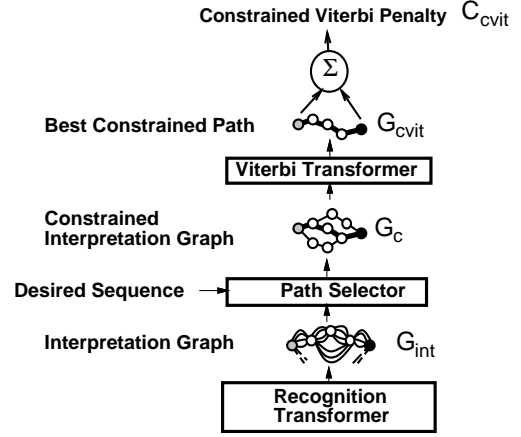 Constrained Viterbi Penalty C_cvit
Σ
Best Constrained Path G_cvit
Viterbi Transformer
Constrained
Interpretation Graph G_c
Desired Sequence Path Selector
Interpretation Graph G_int
Recognition
Transformer